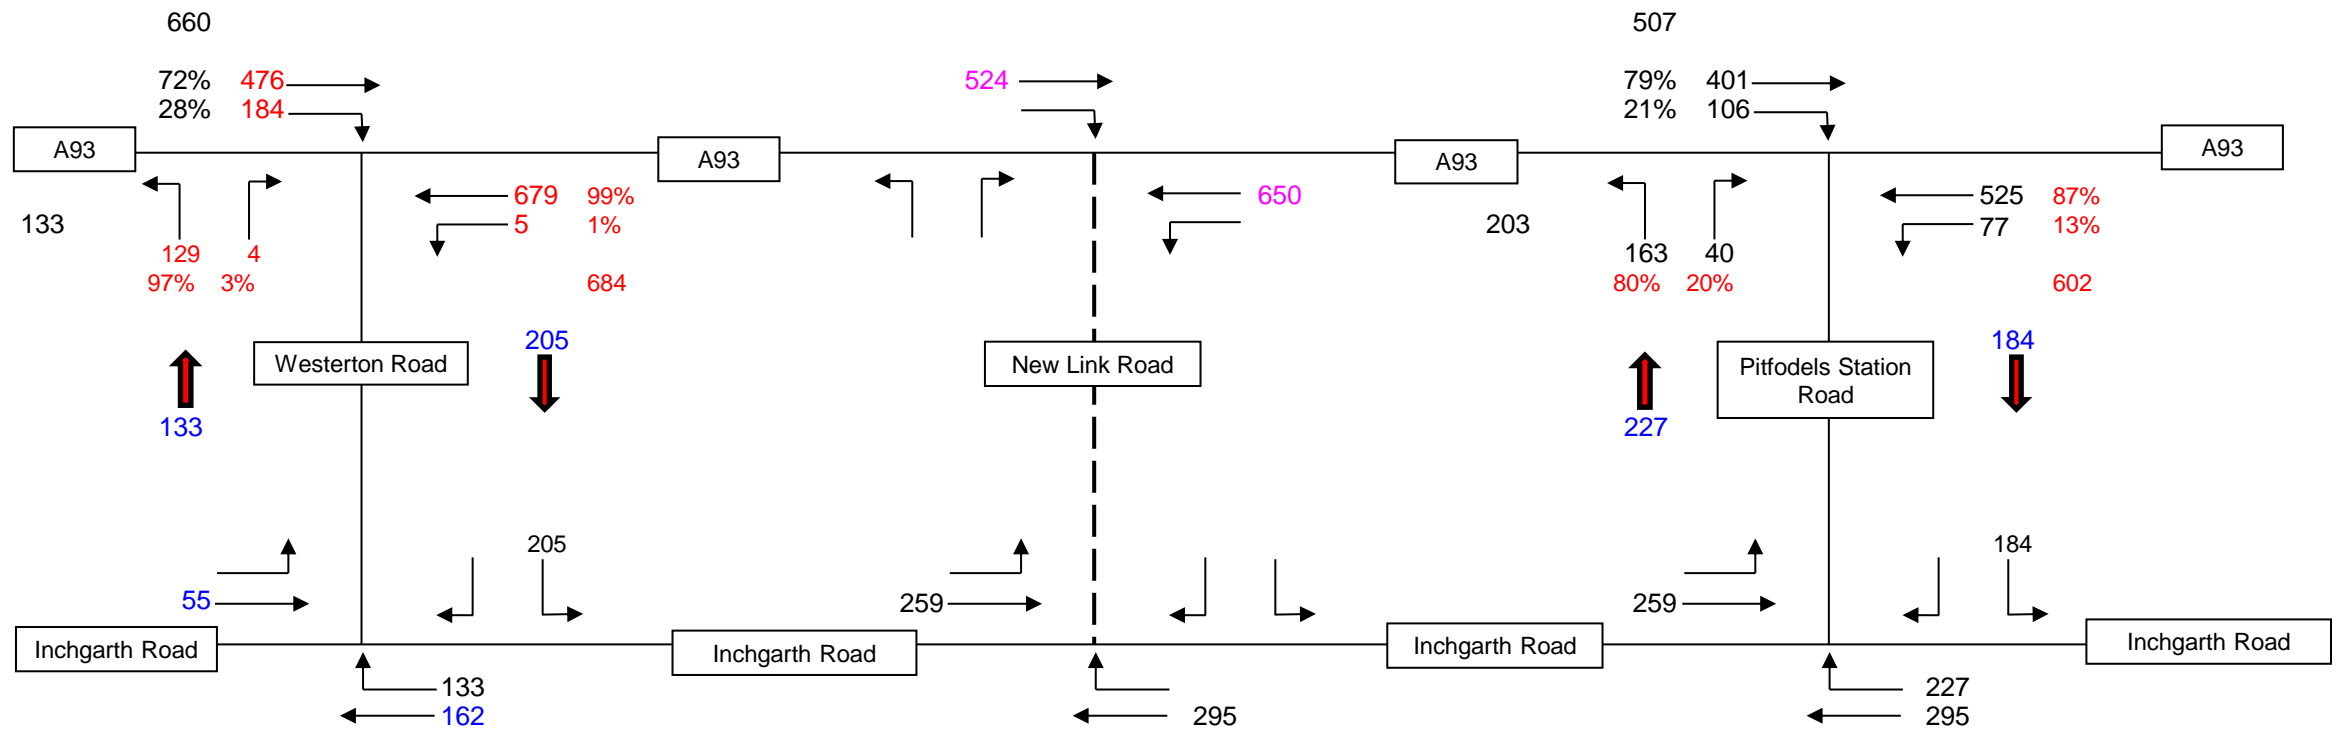 660 507
72% 476 524 79% 401
28% 184 21% 106
A93 A93 A93 A93
679 99% 650 525 87%
133 5 1% 203 77 13%
129 4 163 40
97% 3% 684 80% 20% 602
205 184
Westerton Road New Link Road Pitfodels Station
Road
133 227
205 184
55 259 259
Inchgarth Road Inchgarth Road Inchgarth Road Inchgarth Road
133 227
162 295 295